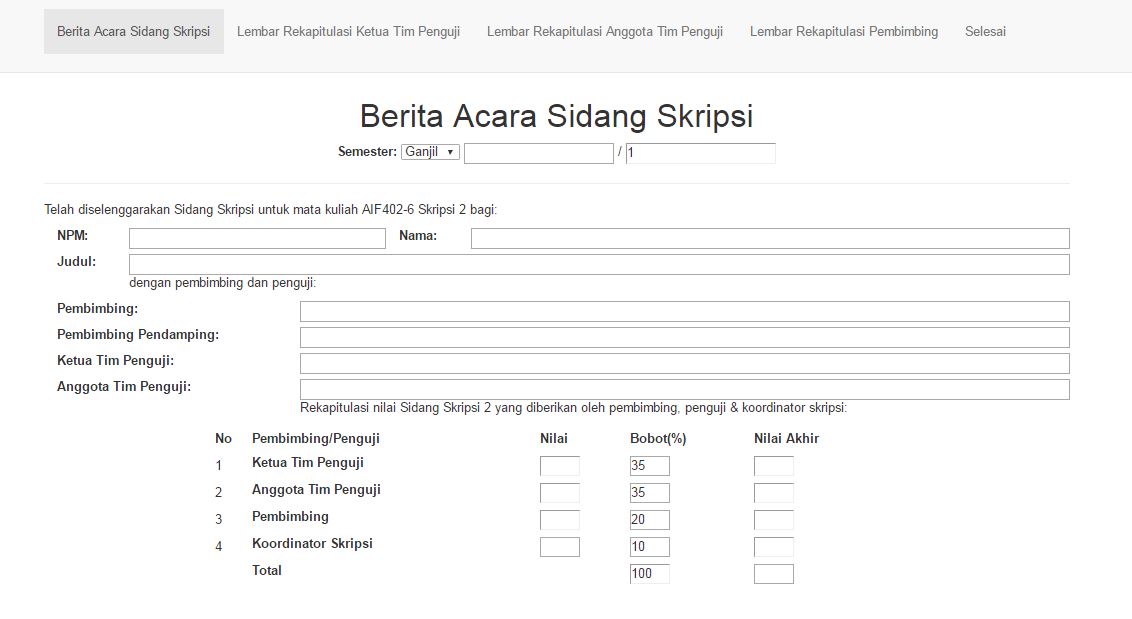 Berita Acara Sidang Skripsi Lembar Rekapitulasi Ketua Tim Penguji Lembar Rekapitulasi Anggota Tim Penguji Lembar Rekapitulasi Pembimbing Selesai
Berita Acara Sidang Skripsi
Semester: Ganjil / 1
Telah diselenggarakan Sidang Skripsi untuk mata kuliah AIF402-6 Skripsi 2 bagi:
NPM: Nama:
Judul:
dengan pembimbing dan penguji:
Pembimbing:
Pembimbing Pendamping:
Ketua Tim Penguji:
Anggota Tim Penguji:
Rekapitulasi nilai Sidang Skripsi 2 yang diberikan oleh pembimbing, penguji & koordinator skripsi:
No Pembimbing/Penguji Nilai Bobot(%) Nilai Akhir
1 Ketua Tim Penguji 35
2 Anggota Tim Penguji 35
3 Pembimbing 20
4 Koordinator Skripsi 10
Total 100